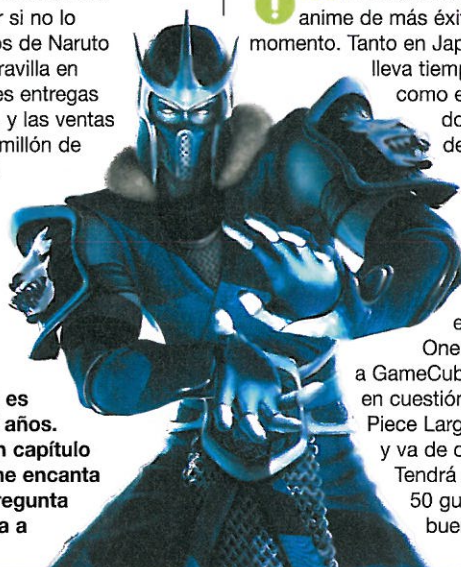 r si no lo
os de Naruto
ravilla en
es entregas
y las ventas
millón de
es
años.
n capítulo
ne encanta
regunta
a a
!
anime de más éxit
momento. Tanto en Jap
lleva tiemp
como e
do
de
e
One
a GameCub
en cuestión
Piece Larg
y va de c
Tendrá
50 gu
bue